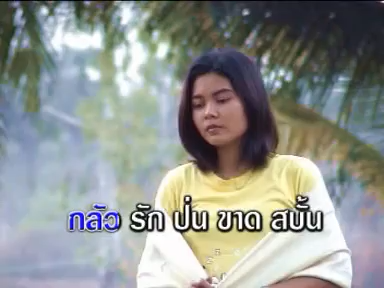 กลัว รัก ป่น ขาด สบั้น